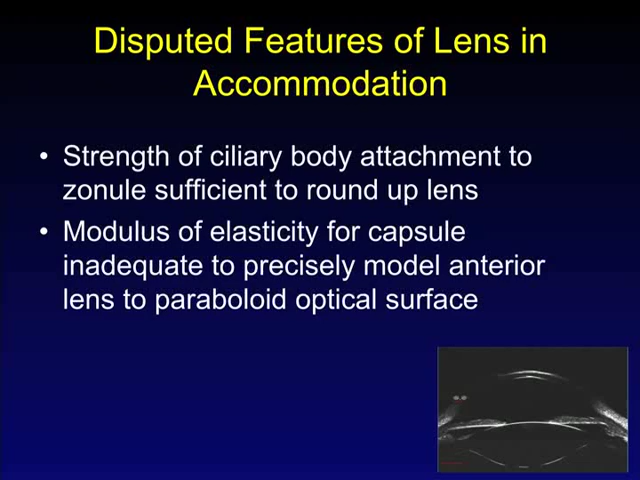 Disputed Features of Lens in
Accommodation
• Strength of ciliary body attachment to
zonule sufficient to round up lens
• Modulus of elasticity for capsule
inadequate to precisely model anterior
lens to paraboloid optical surface